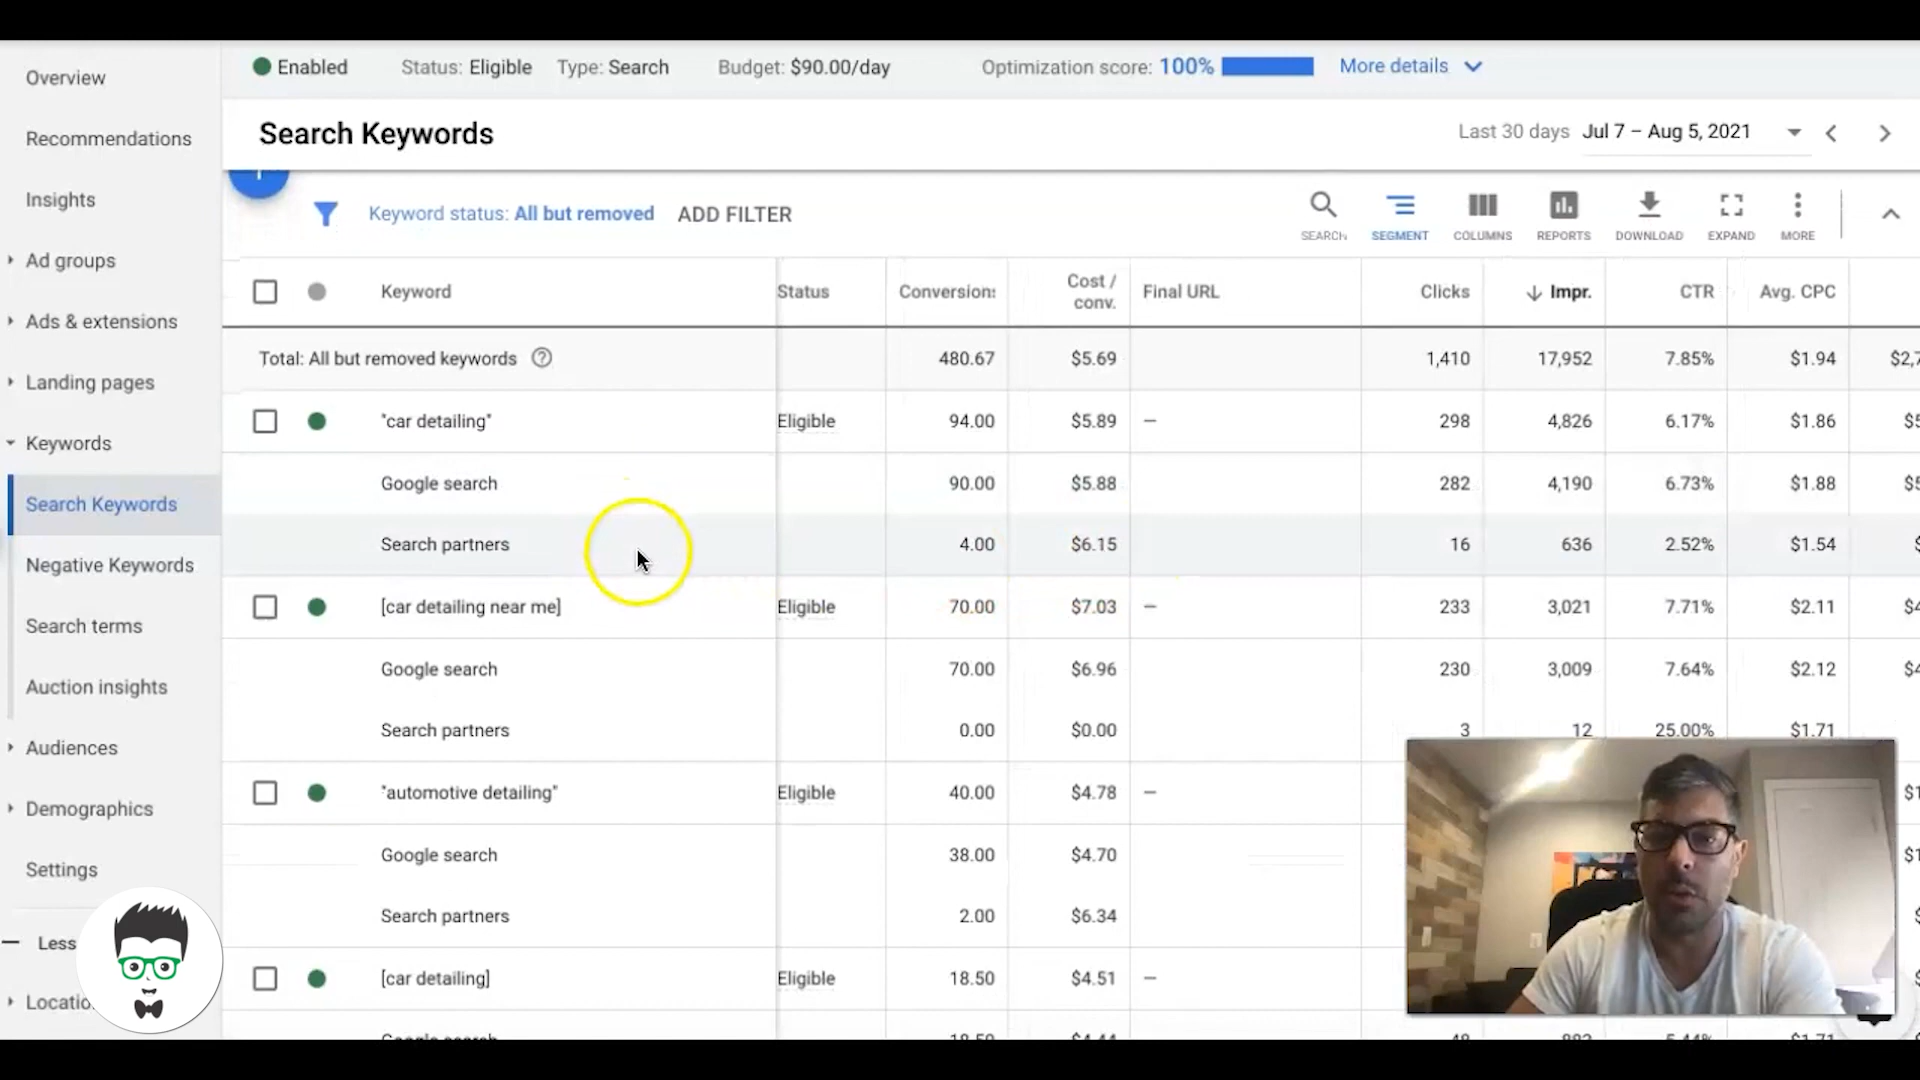 Enabled Status: Eligible Type: Search Budget: $90.00/day Optimization score: 100% More details
Search Keywords Last 30 days Jul 7 – Aug 5, 2021
Keyword status: All but removed ADD FILTER SEARCH SEGMENT COLUMNS REPORTS DOWNLOAD EXPAND MORE
Keyword Status Conversions Cost / conv. Final URL Clicks Impr. CTR Avg. CPC
Total: All but removed keywords 480.67 $5.69 1,410 17,952 7.85% $1.94
"car detailing" Eligible 94.00 $5.89 — 298 4,826 6.17% $1.86
Google search 90.00 $5.88 282 4,190 6.73% $1.88
Search partners 4.00 $6.15 16 636 2.52% $1.54
[car detailing near me] Eligible 70.00 $7.03 — 233 3,021 7.71% $2.11
Google search 70.00 $6.96 230 3,009 7.64% $2.12
Search partners 0.00 $0.00 3 12 25.00% $1.71
"automotive detailing" Eligible 40.00 $4.78 —
Google search 38.00 $4.70
Search partners 2.00 $6.34
[car detailing] Eligible 18.50 $4.51 —
Overview
Recommendations
Insights
Ad groups
Ads & extensions
Landing pages
Keywords
Search Keywords
Negative Keywords
Search terms
Auction insights
Audiences
Demographics
Settings
Less